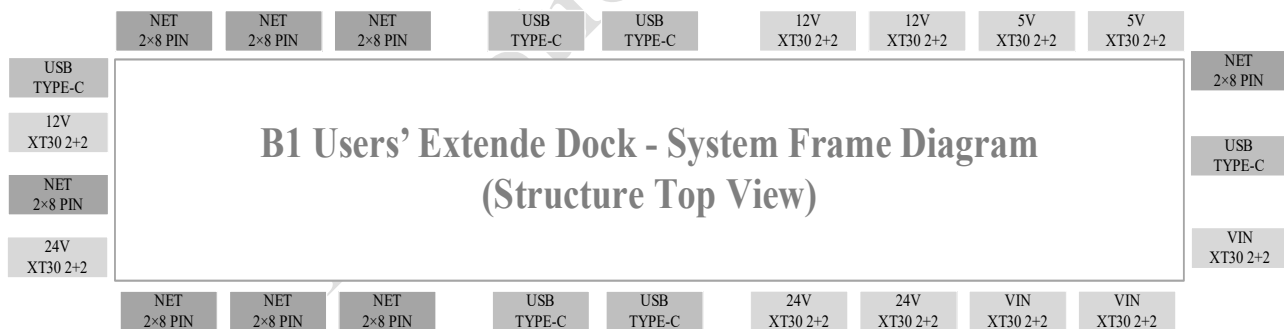 NET
2×8 PIN
NET
2×8 PIN
NET
2×8 PIN
USB
TYPE-C
USB
TYPE-C
12V
XT30 2+2
12V
XT30 2+2
5V
XT30 2+2
5V
XT30 2+2
USB
TYPE-C
12V
XT30 2+2
NET
2×8 PIN
24V
XT30 2+2
B1 Users’ Extende Dock - System Frame Diagram
(Structure Top View)
NET
2×8 PIN
USB
TYPE-C
VIN
XT30 2+2
NET
2×8 PIN
NET
2×8 PIN
NET
2×8 PIN
USB
TYPE-C
USB
TYPE-C
24V
XT30 2+2
24V
XT30 2+2
VIN
XT30 2+2
VIN
XT30 2+2